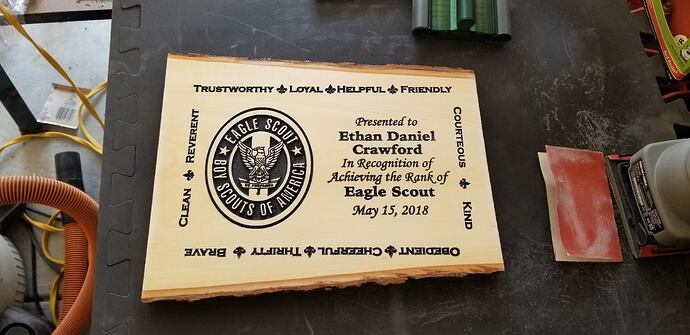 TRUSTWORTHY LOYAL HELPFUL FRIENDLY
COURTEOUS KIND
OBEDIENT CHEERFUL THRIFTY BRAVE
CLEAN REVERENT
EAGLE SCOUT
BOY SCOUTS OF AMERICA
Presented to
Ethan Daniel
Crawford
In Recognition of
Achieving the Rank of
Eagle Scout
May 15, 2018